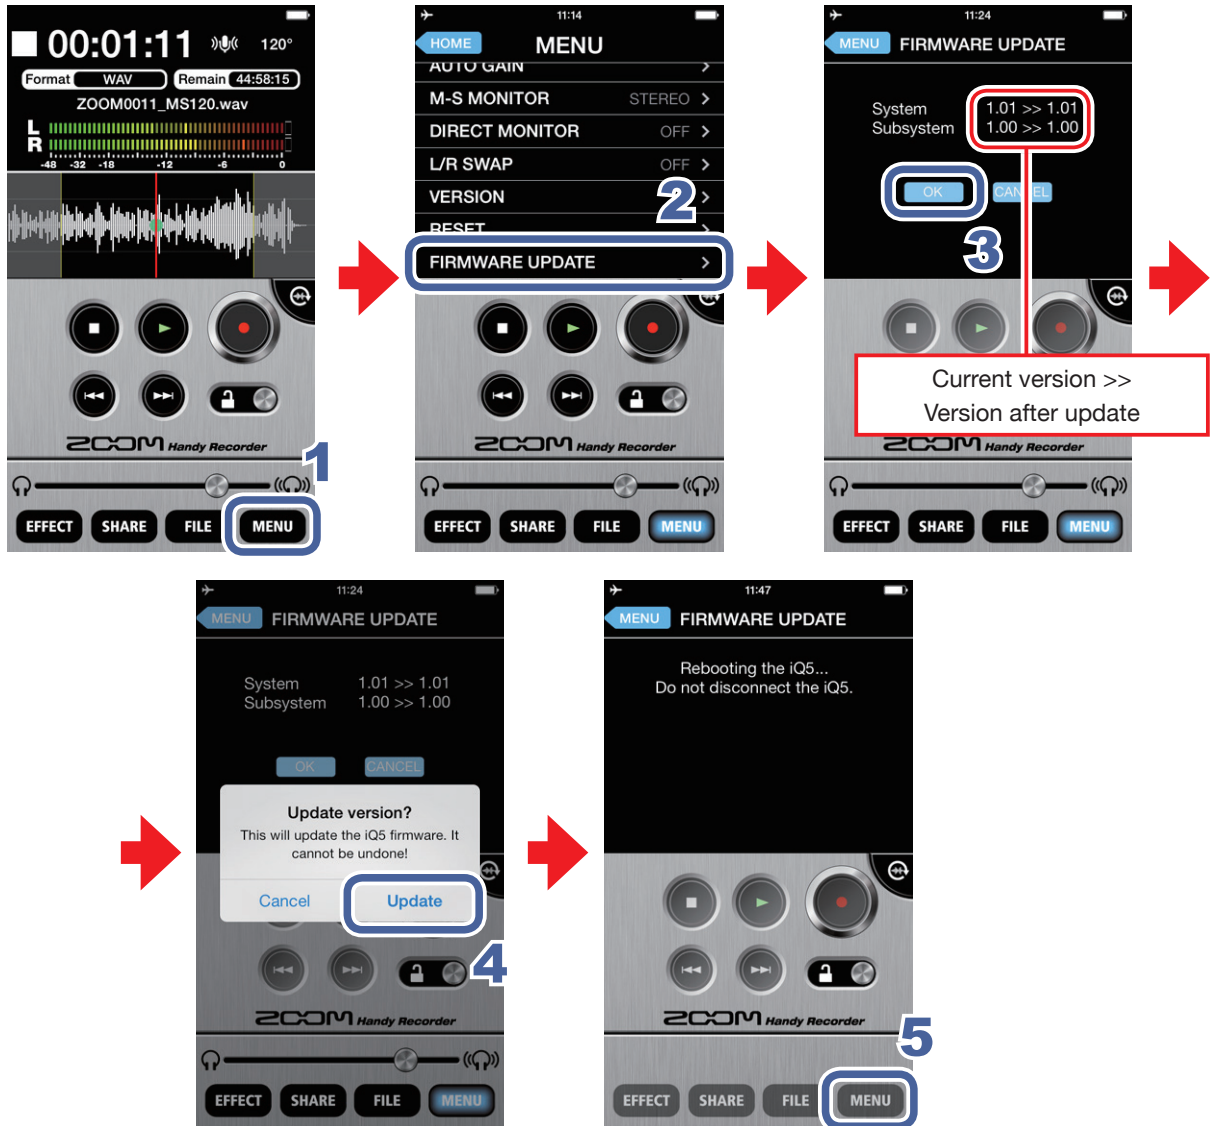 00:01:11 120°
Format WAV Remain 44:58:15
ZOOM0011_MS120.wav
L
R
-48 -32 -18 -12 -6 0
ZOOM Handy Recorder
1
EFFECT SHARE FILE MENU
11:14
HOME MENU
AUTO GAIN
M-S MONITOR STEREO
DIRECT MONITOR OFF
L/R SWAP OFF
VERSION
2
RESET
FIRMWARE UPDATE
ZOOM Handy Recorder
EFFECT SHARE FILE MENU
11:24
MENU FIRMWARE UPDATE
System 1.01 >> 1.01
Subsystem 1.00 >> 1.00
OK CANCEL
3
Current version >>
Version after update
ZOOM Handy Recorder
EFFECT SHARE FILE MENU
11:24
MENU FIRMWARE UPDATE
System 1.01 >> 1.01
Subsystem 1.00 >> 1.00
OK CANCEL
Update version?
This will update the iQ5 firmware. It
cannot be undone!
Cancel Update
4
ZOOM Handy Recorder
EFFECT SHARE FILE MENU
11:47
MENU FIRMWARE UPDATE
Rebooting the iQ5...
Do not disconnect the iQ5.
ZOOM Handy Recorder
5
EFFECT SHARE FILE MENU